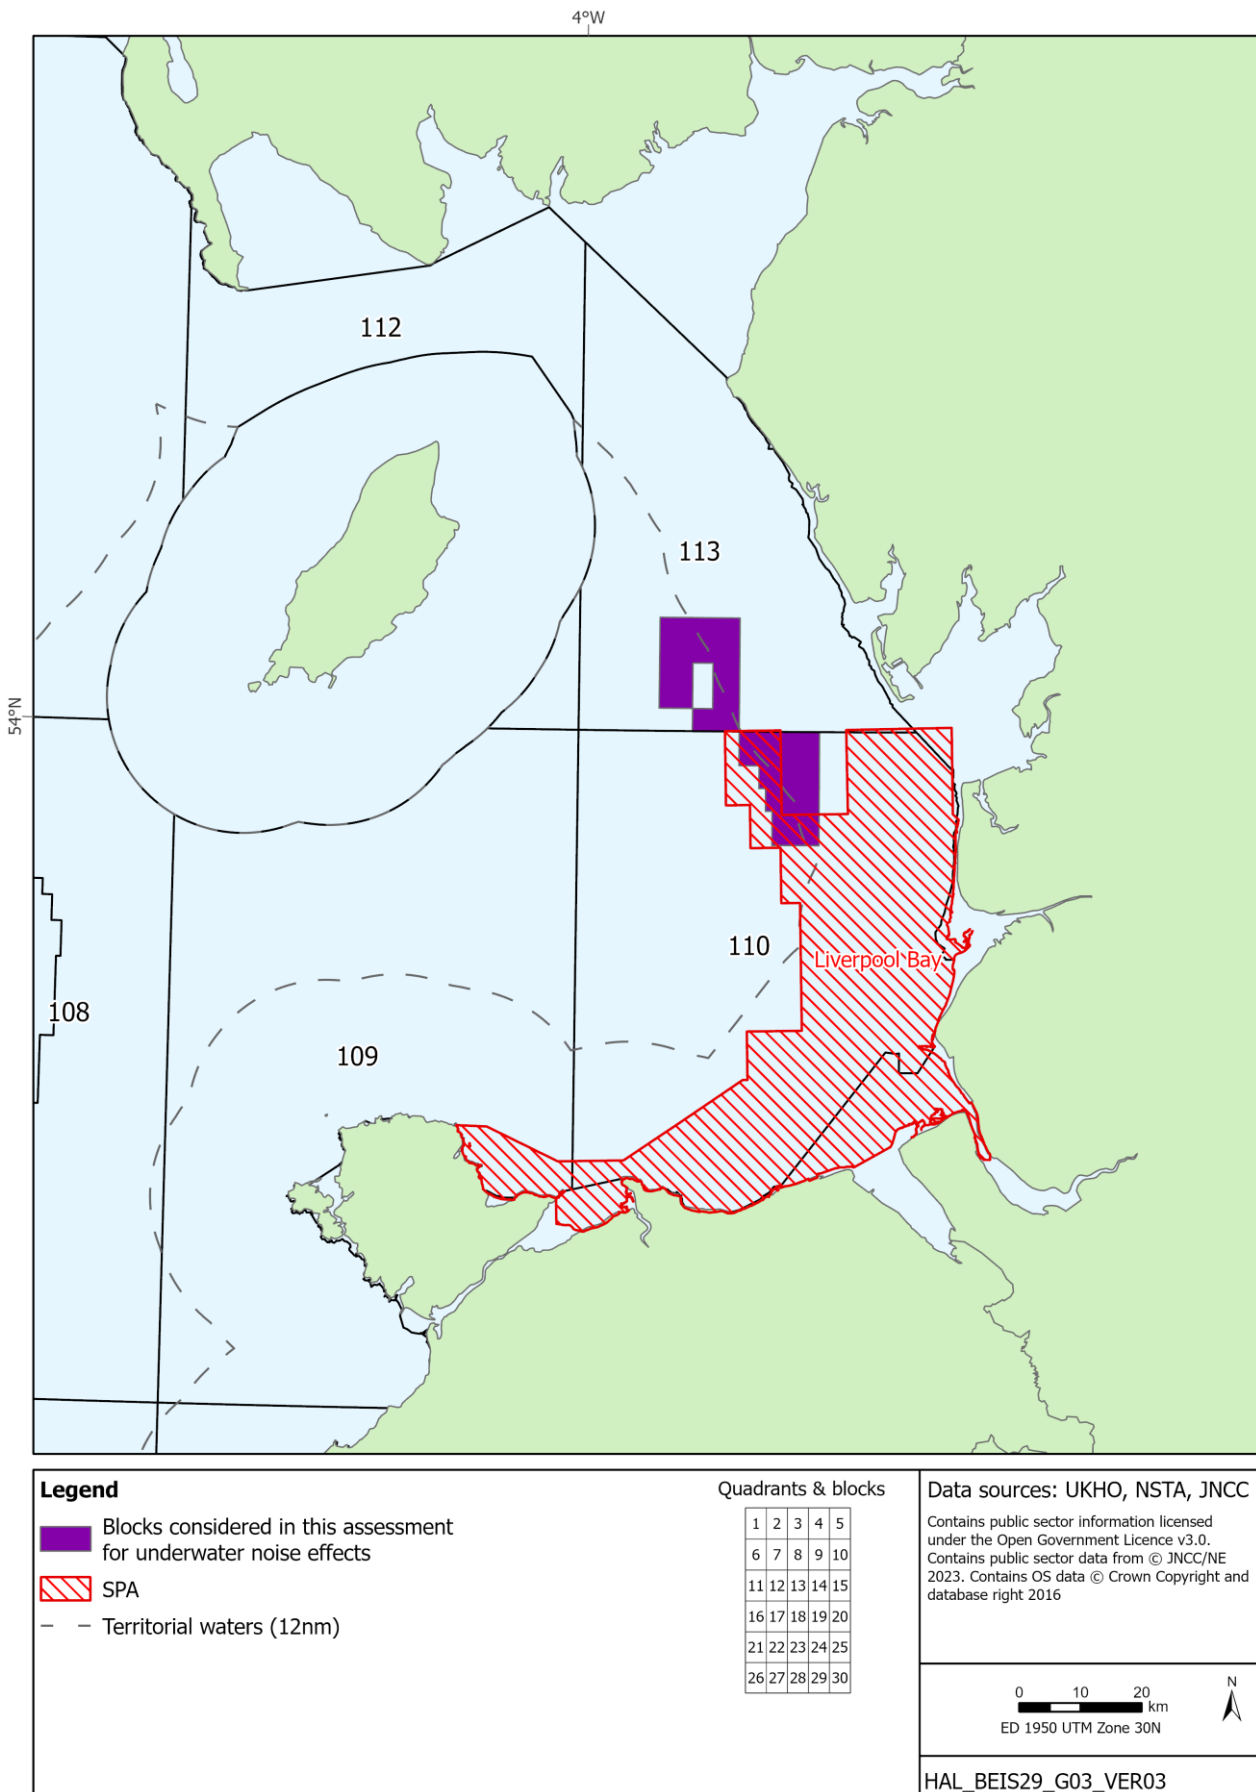 4°W
112
113
54°N
110
Liverpool Bay
108
109
Legend
Blocks considered in this assessment
for underwater noise effects
SPA
Territorial waters (12nm)
Quadrants & blocks
1 2 3 4 5
6 7 8 9 10
11 12 13 14 15
16 17 18 19 20
21 22 23 24 25
26 27 28 29 30
Data sources: UKHO, NSTA, JNCC
Contains public sector information licensed
under the Open Government Licence v3.0.
Contains public sector data from © JNCC/NE
2023. Contains OS data © Crown Copyright and
database right 2016
0 10 20
km
ED 1950 UTM Zone 30N
N
HAL_BEIS29_G03_VER03